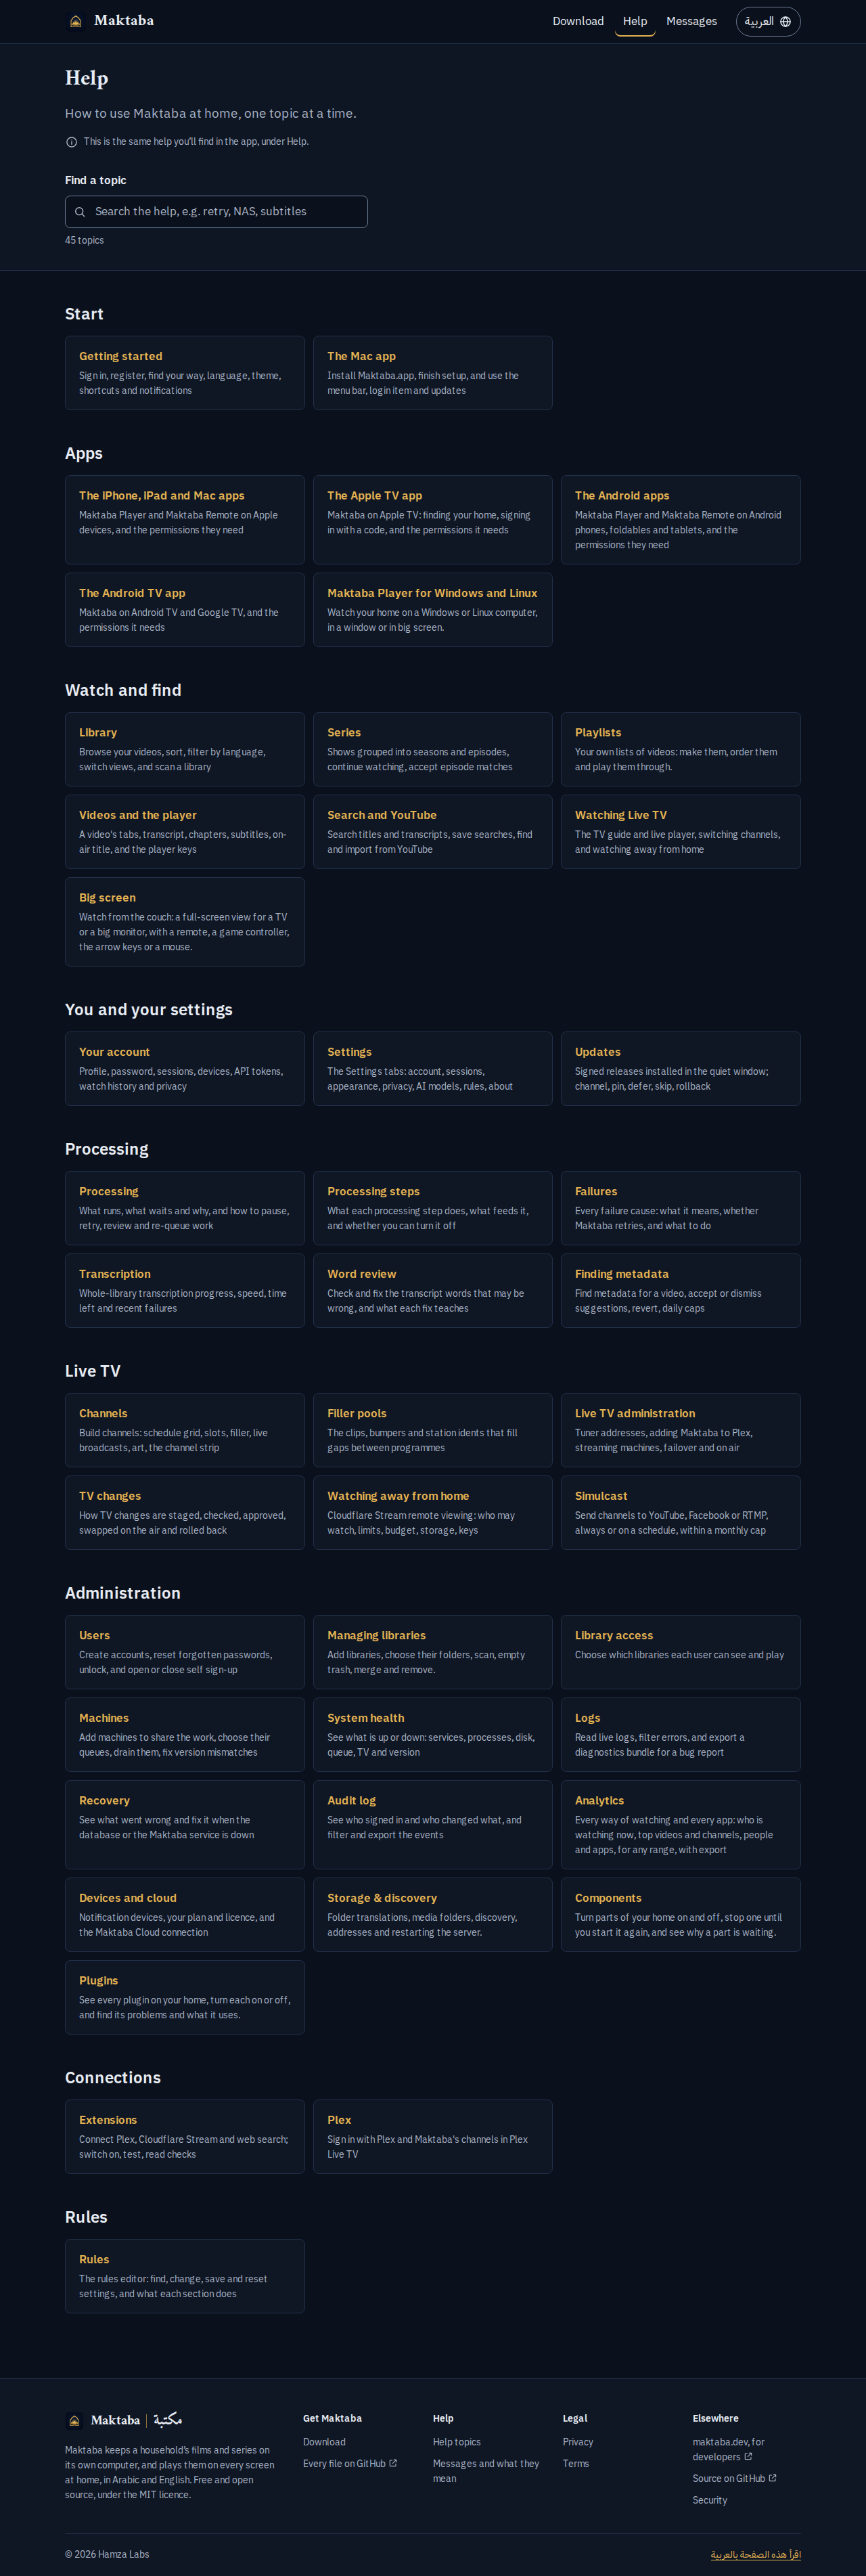 Maktaba
Download
Help
Messages
العربية
Help
How to use Maktaba at home, one topic at a time.
This is the same help you'll find in the app, under Help.
Find a topic
Search the help, e.g. retry, NAS, subtitles
45 topics
Start
Getting started
Sign in, register, find your way, language, theme,
shortcuts and notifications
The Mac app
Install Maktaba.app, finish setup, and use the
menu bar, login item and updates
Apps
The iPhone, iPad and Mac apps
Maktaba Player and Maktaba Remote on Apple
devices, and the permissions they need
The Apple TV app
Maktaba on Apple TV: finding your home, signing
in with a code, and the permissions it needs
The Android apps
Maktaba Player and Maktaba Remote on Android
phones, foldables and tablets, and the
permissions they need
The Android TV app
Maktaba on Android TV and Google TV, and the
permissions it needs
Maktaba Player for Windows and Linux
Watch your home on a Windows or Linux computer,
in a window or in big screen.
Watch and find
Library
Browse your videos, sort, filter by language,
switch views, and scan a library
Series
Shows grouped into seasons and episodes,
continue watching, accept episode matches
Playlists
Your own lists of videos: make them, order them
and play them through.
Videos and the player
A video's tabs, transcript, chapters, subtitles, on-
air title, and the player keys
Search and YouTube
Search titles and transcripts, save searches, find
and import from YouTube
Watching Live TV
The TV guide and live player, switching channels,
and watching away from home
Big screen
Watch from the couch: a full-screen view for a TV
or a big monitor, with a remote, a game controller,
the arrow keys or a mouse.
You and your settings
Your account
Profile, password, sessions, devices, API tokens,
watch history and privacy
Settings
The Settings tabs: account, sessions,
appearance, privacy, AI models, rules, about
Updates
Signed releases installed in the quiet window;
channel, pin, defer, skip, rollback
Processing
Processing
What runs, what waits and why, and how to pause,
retry, review and re-queue work
Processing steps
What each processing step does, what feeds it,
and whether you can turn it off
Failures
Every failure cause: what it means, whether
Maktaba retries, and what to do
Transcription
Whole-library transcription progress, speed, time
left and recent failures
Word review
Check and fix the transcript words that may be
wrong, and what each fix teaches
Finding metadata
Find metadata for a video, accept or dismiss
suggestions, revert, daily caps
Live TV
Channels
Build channels: schedule grid, slots, filler, live
broadcasts, art, the channel strip
Filler pools
The clips, bumpers and station idents that fill
gaps between programmes
Live TV administration
Tuner addresses, adding Maktaba to Plex,
streaming machines, failover and on air
TV changes
How TV changes are staged, checked, approved,
swapped on the air and rolled back
Watching away from home
Cloudflare Stream remote viewing: who may
watch, limits, budget, storage, keys
Simulcast
Send channels to YouTube, Facebook or RTMP,
always or on a schedule, within a monthly cap
Administration
Users
Create accounts, reset forgotten passwords,
unlock, and open or close self sign-up
Managing libraries
Add libraries, choose their folders, scan, empty
trash, merge and remove.
Library access
Choose which libraries each user can see and play
Machines
Add machines to share the work, choose their
queues, drain them, fix version mismatches
System health
See what is up or down: services, processes, disk,
queue, TV and version
Logs
Read live logs, filter errors, and export a
diagnostics bundle for a bug report
Recovery
See what went wrong and fix it when the
database or the Maktaba service is down
Audit log
See who signed in and who changed what, and
filter and export the events
Analytics
Every way of watching and every app: who is
watching now, top videos and channels, people
and apps, for any range, with export
Devices and cloud
Notification devices, your plan and licence, and
the Maktaba Cloud connection
Storage & discovery
Folder translations, media folders, discovery,
addresses and restarting the server.
Components
Turn parts of your home on and off, stop one until
you start it again, and see why a part is waiting.
Plugins
See every plugin on your home, turn each on or off,
and find its problems and what it uses.
Connections
Extensions
Connect Plex, Cloudflare Stream and web search;
switch on, test, read checks
Plex
Sign in with Plex and Maktaba's channels in Plex
Live TV
Rules
Rules
The rules editor: find, change, save and reset
settings, and what each section does
Maktaba | مكتبة
Maktaba keeps a household's films and series on
its own computer, and plays them on every screen
at home, in Arabic and English. Free and open
source, under the MIT licence.
Get Maktaba
Download
Every file on GitHub
Help
Help topics
Messages and what they
mean
Legal
Privacy
Terms
Elsewhere
maktaba.dev, for
developers
Source on GitHub
Security
© 2026 Hamza Labs
اقرأ هذه الصفحة بالعربية